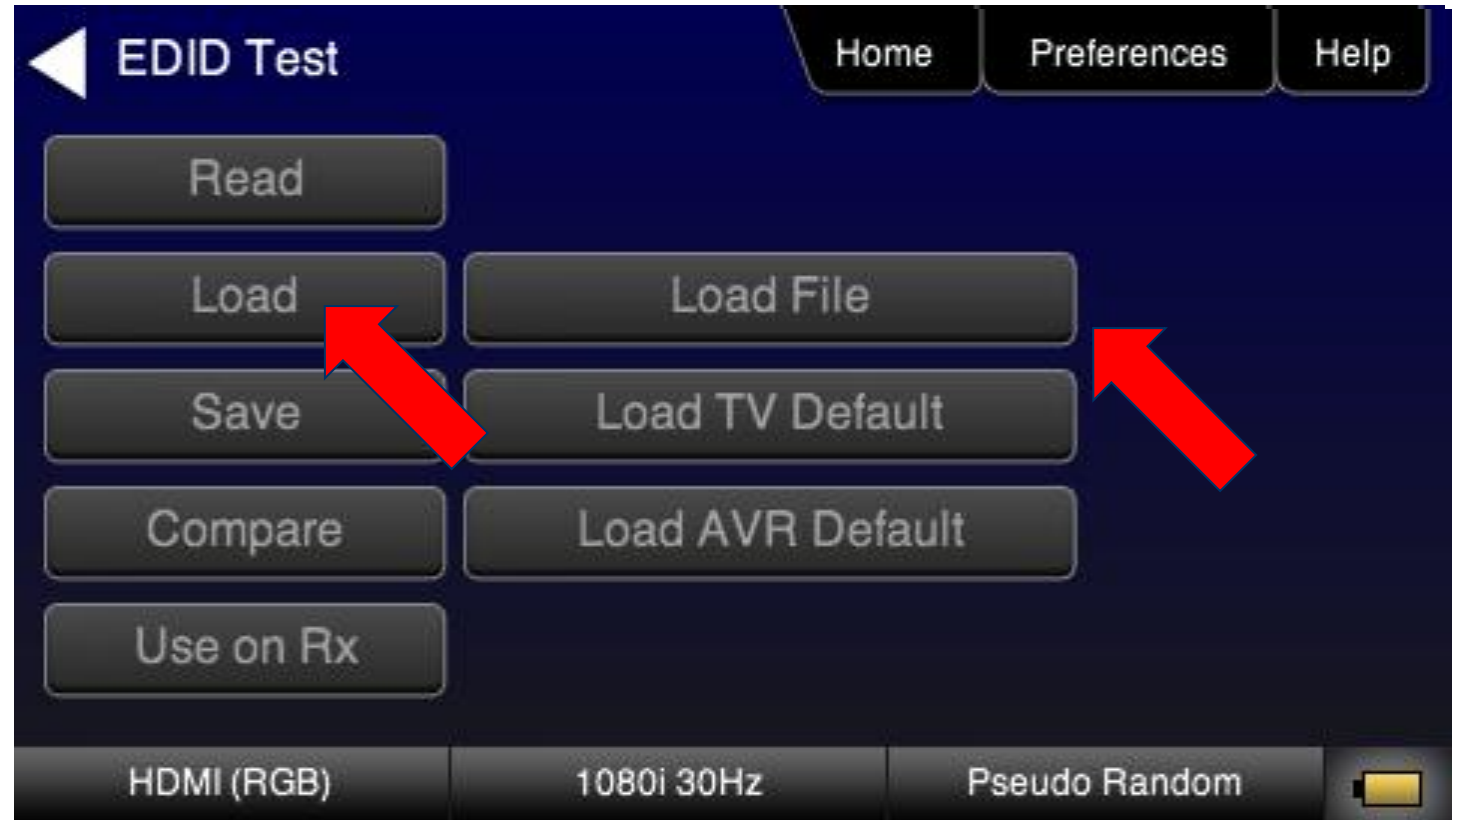 EDID Test
Home
Preferences
Help
Read
Load
Load File
Save
Load TV Default
Compare
Load AVR Default
Use on Rx
HDMI (RGB)
1080i 30Hz
Pseudo Random